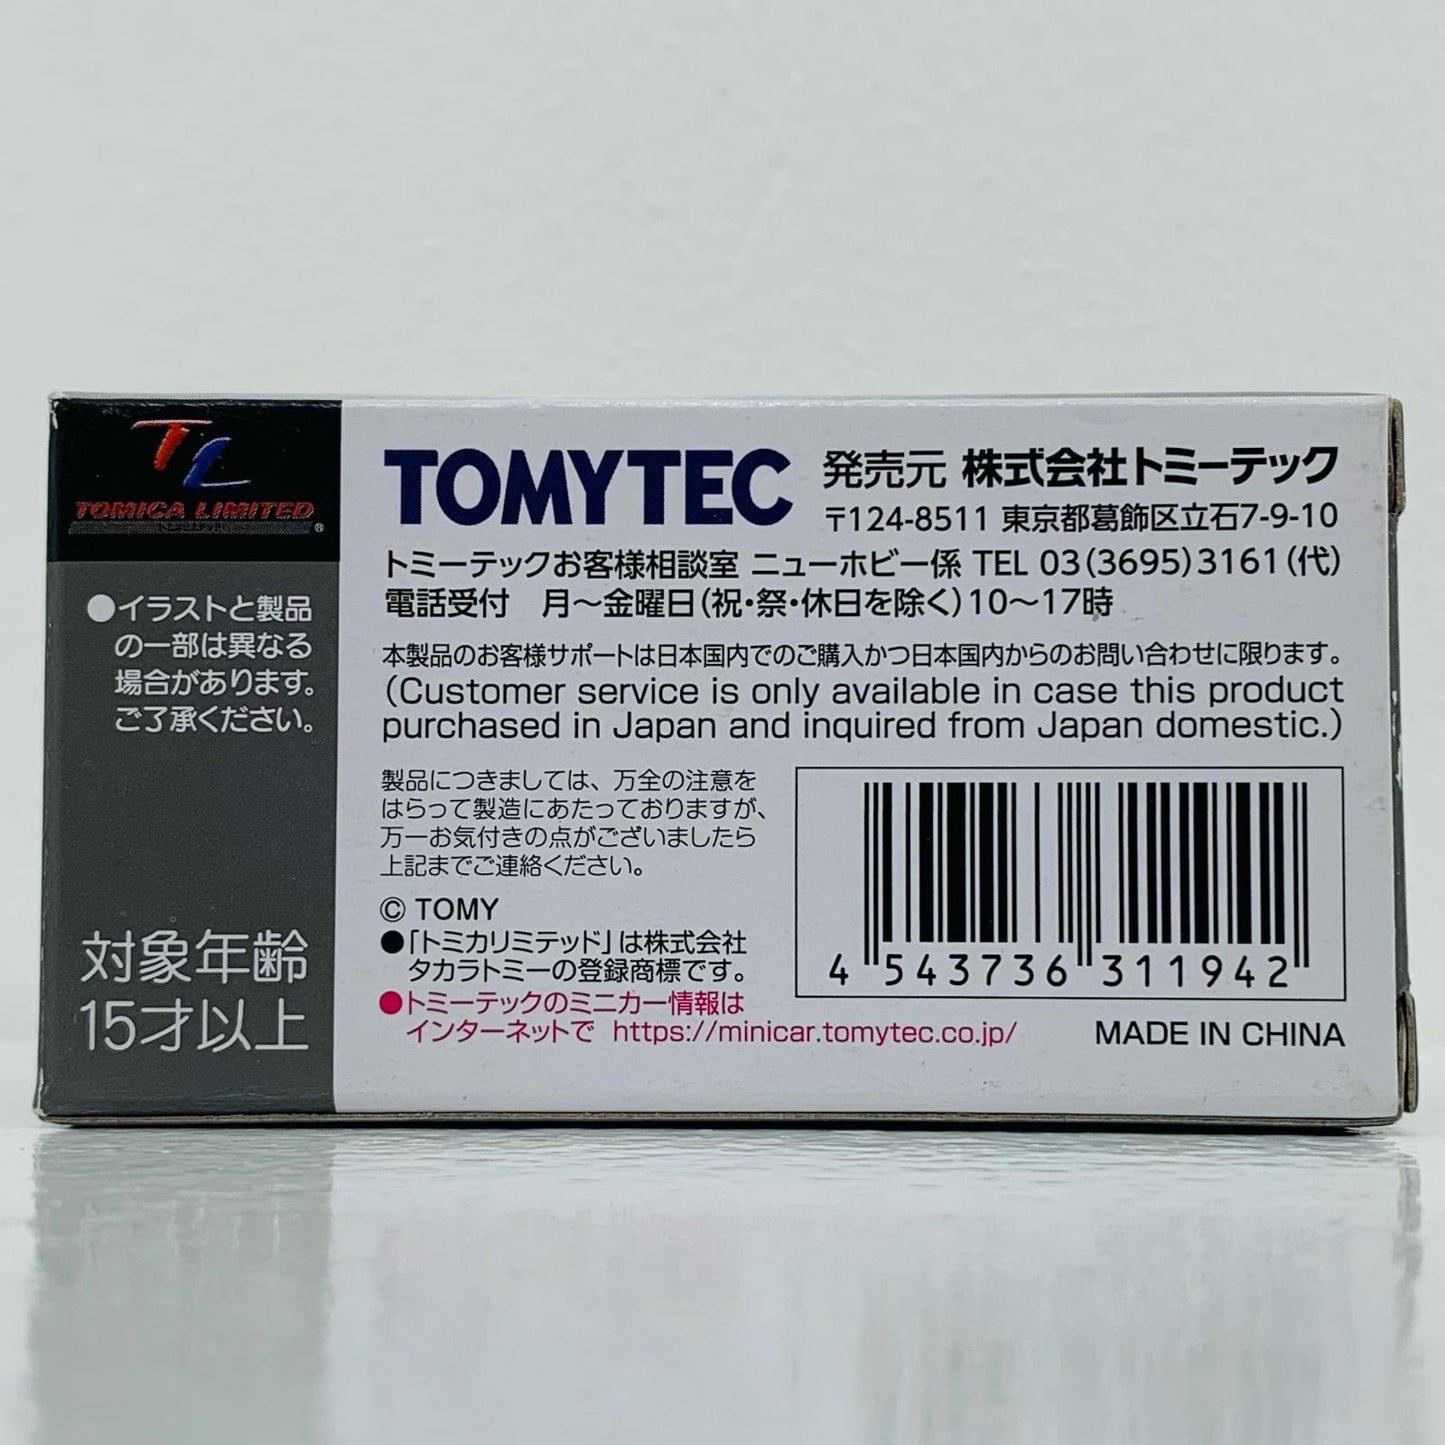 TL
TOMICA LIMITED
®
●イラストと製品
の一部は異なる
場合があります。
ご了承ください。
対象年齢
15才以上
TOMYTEC 発売元 株式会社トミーテック
〒124-8511 東京都葛飾区立石7-9-10
トミーテックお客様相談室 ニューホビー係 TEL 03(3695)3161(代)
電話受付 月〜金曜日(祝・祭・休日を除く)10〜17時
本製品のお客様サポートは日本国内でのご購入かつ日本国内からのお問い合わせに限ります。
(Customer service is only available in case this product
purchased in Japan and inquired from Japan domestic.)
製品につきましては、万全の注意を
はらって製造にあたっておりますが、
万一お気付きの点がございましたら
上記までご連絡ください。
© TOMY
●「トミカリミテッド」は株式会社
タカラトミーの登録商標です。
●トミーテックのミニカー情報は
インターネットで https://minicar.tomytec.co.jp/
4 543736 311942
MADE IN CHINA